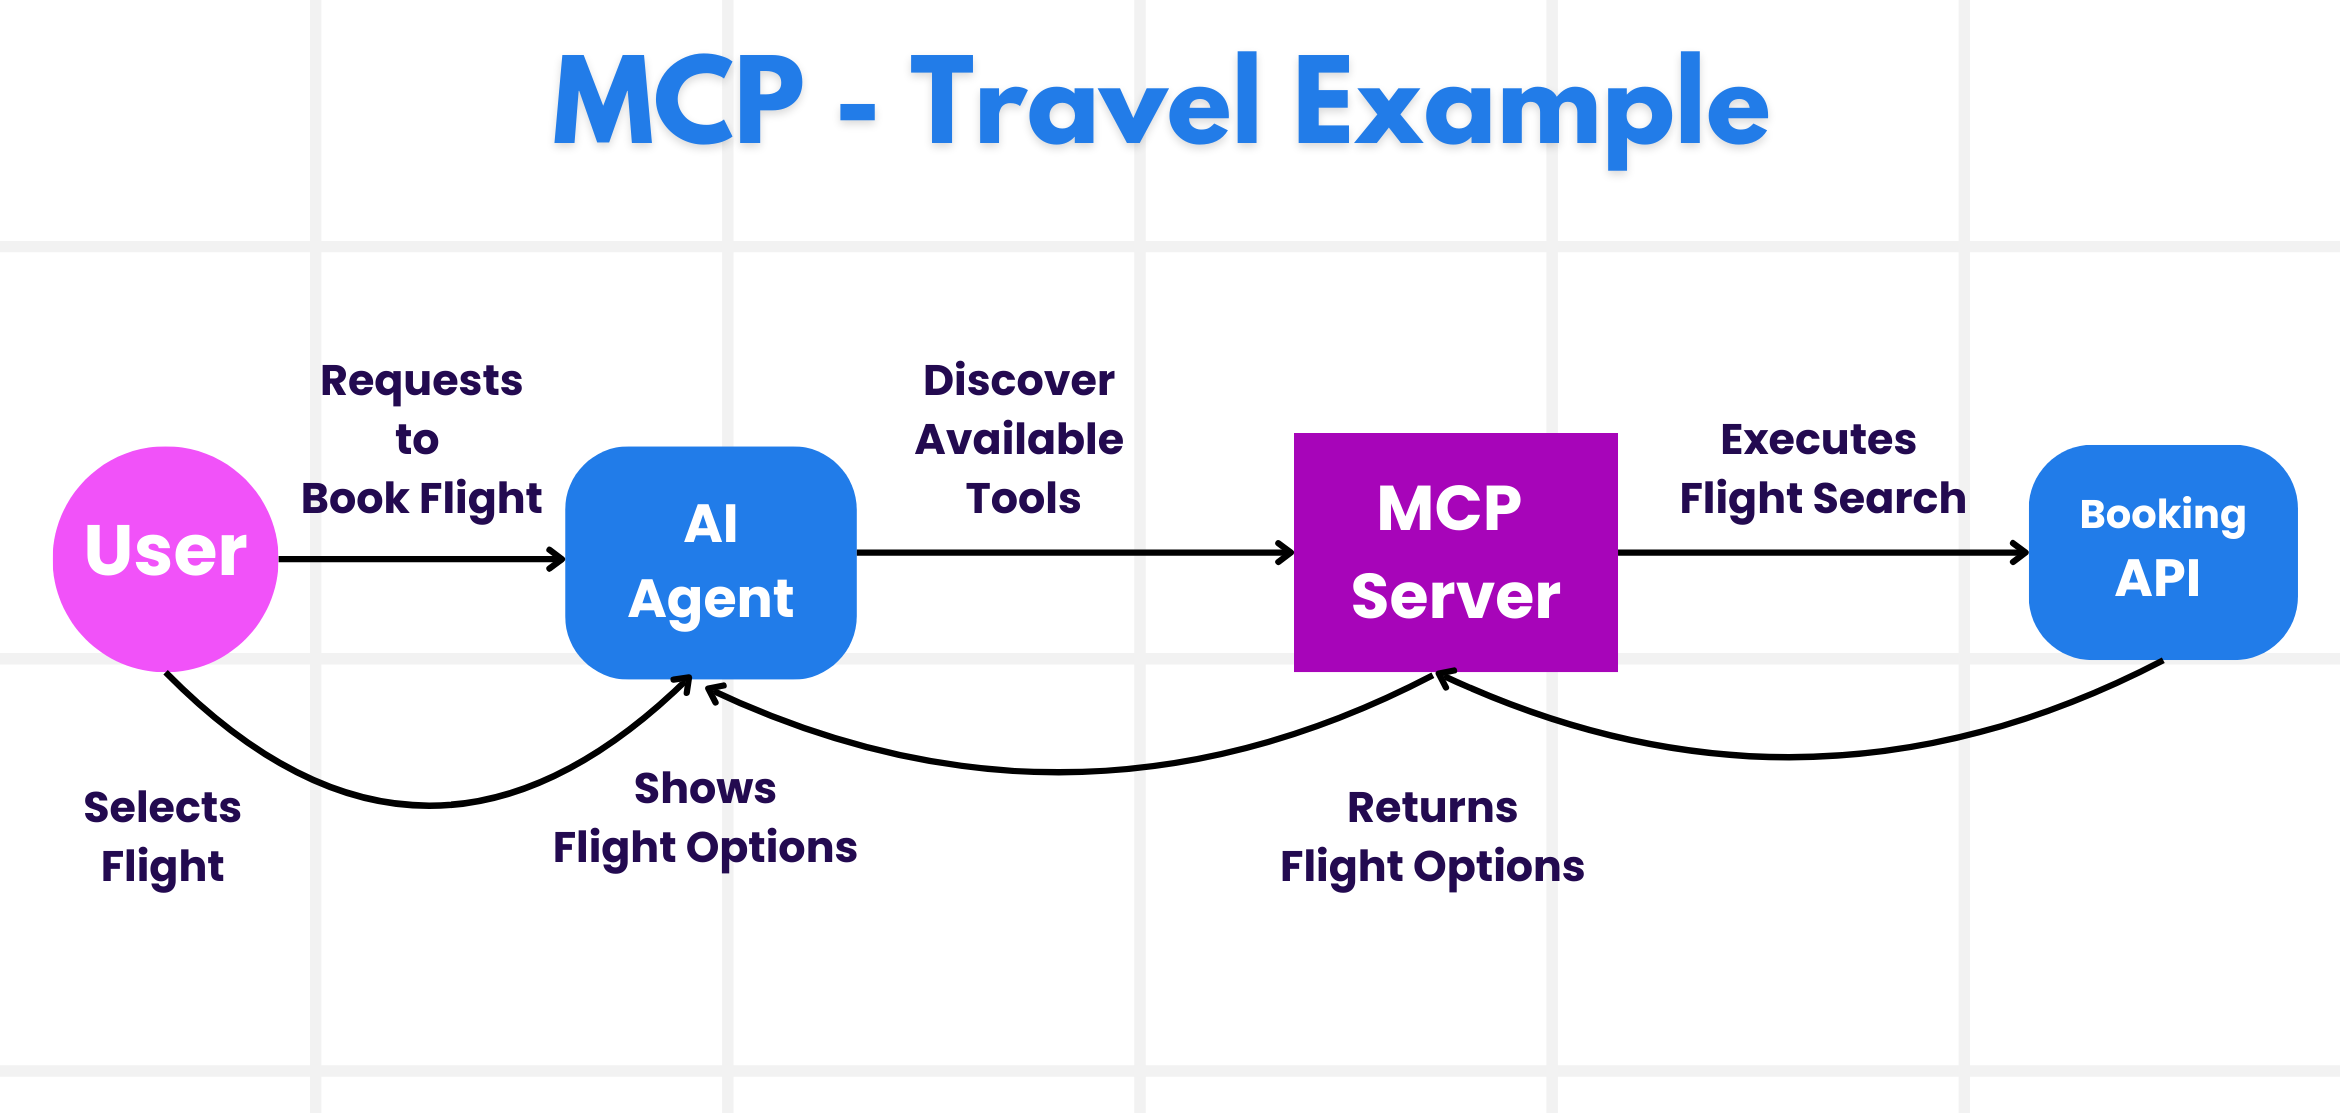 MCP - Travel Example
Requests
to
Book Flight
Discover
Available
Tools
Executes
Flight Search
User
AI
Agent
MCP
Server
Booking
API
Selects
Flight
Shows
Flight Options
Returns
Flight Options